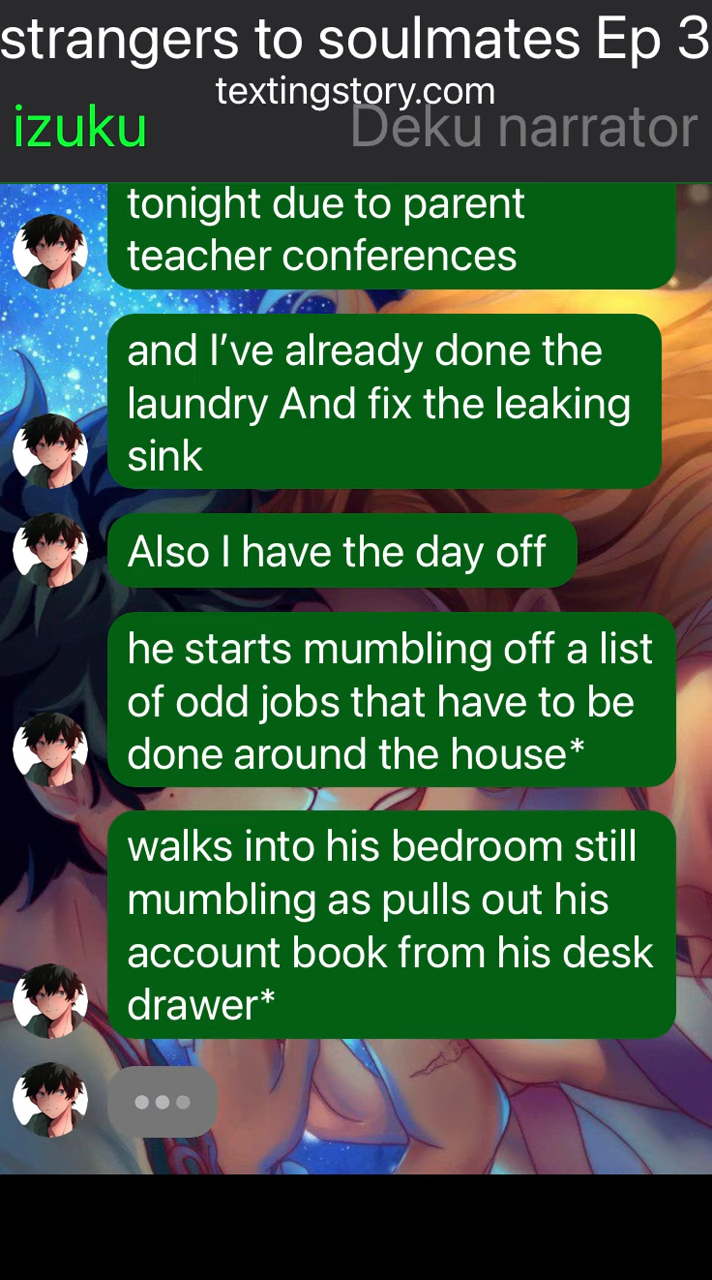 strangers to soulmates Ep 3
textingstory.com
izuku
Deku narrator
tonight due to parent
teacher conferences
and I’ve already done the
laundry And fix the leaking
sink
Also I have the day off
he starts mumbling off a list
of odd jobs that have to be
done around the house*
walks into his bedroom still
mumbling as pulls out his
account book from his desk
drawer*